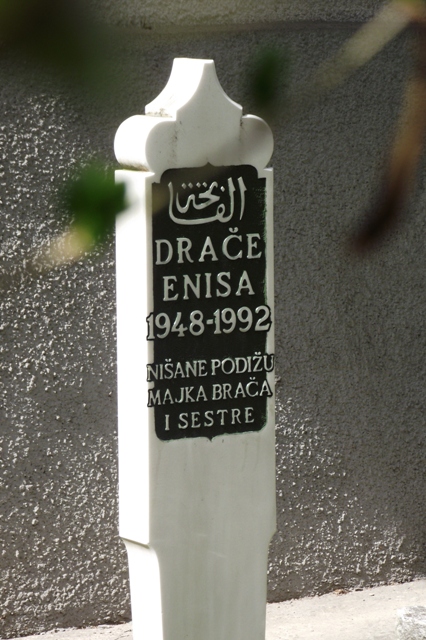 الفاتحة
DRAČE
ENISA
1948-1992
NIŠANE PODIŽU
MAJKA BRAĆA
I SESTRE